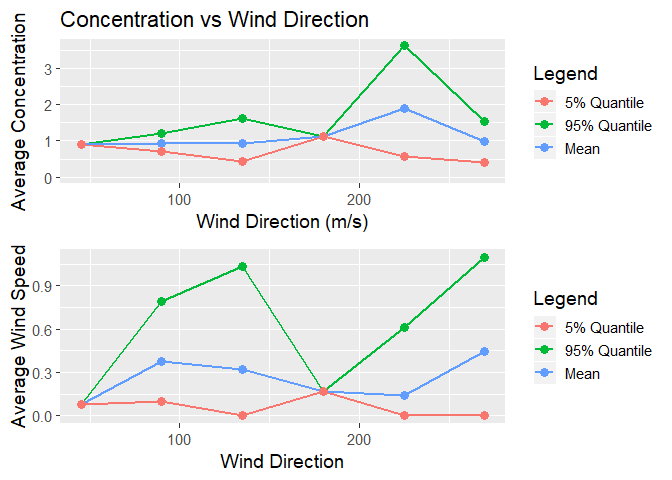 Concentration vs Wind Direction
Average Concentration
3
2
1
0
100
200
Wind Direction (m/s)
Legend
5% Quantile
95% Quantile
Mean
Average Wind Speed
0.9
0.6
0.3
0.0
100
200
Wind Direction
Legend
5% Quantile
95% Quantile
Mean